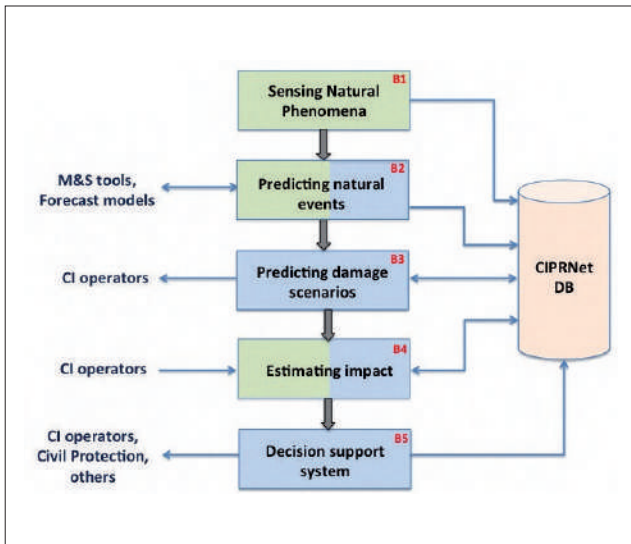 B1
Sensing Natural
Phenomena
M&S tools,
Forecast models
B2
Predicting natural
events
CI operators
B3
Predicting damage
scenarios
CIPRNet
DB
CI operators
B4
Estimating impact
CI operators,
Civil Protection,
others
B5
Decision support
system